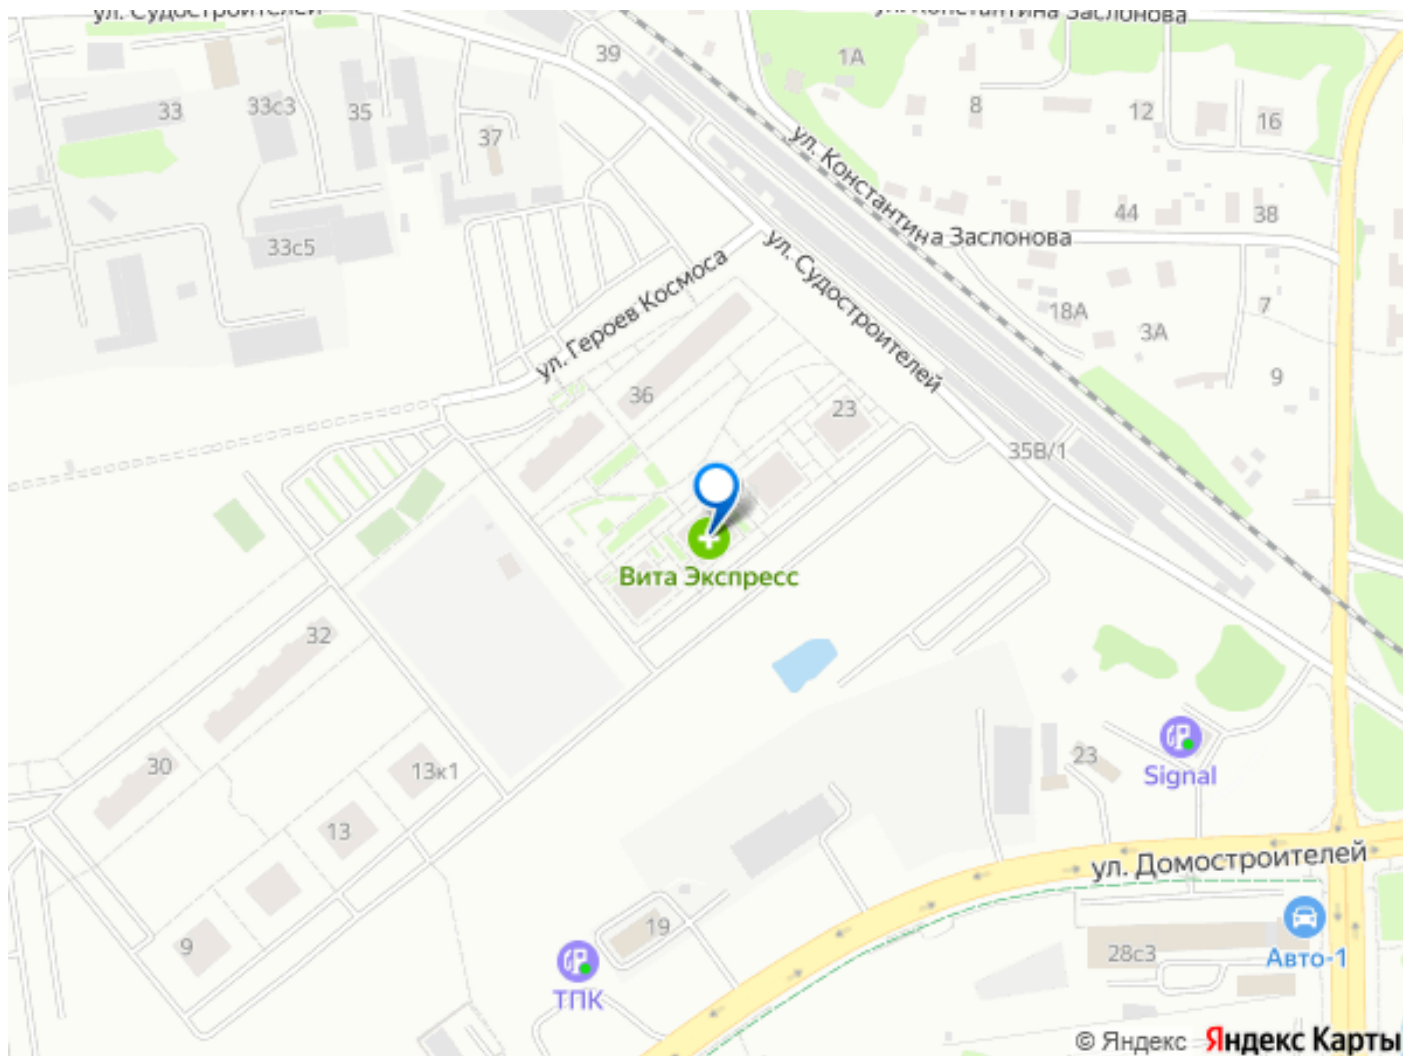 ул. Судостроителей
ул. Константина Заслонова
39
1А
33
33с3
35
8
12
16
37
ул. Константина Заслонова
44
38
33с5
ул. Судостроителей
ул. Героев Космоса
18А
7
3А
9
36
23
35В/1
Вита Экспресс
32
30
13к1
23
Signal
13
ул. Домостроителей
19
9
28с3
Авто-1
ТПК
© Яндекс Яндекс Карты